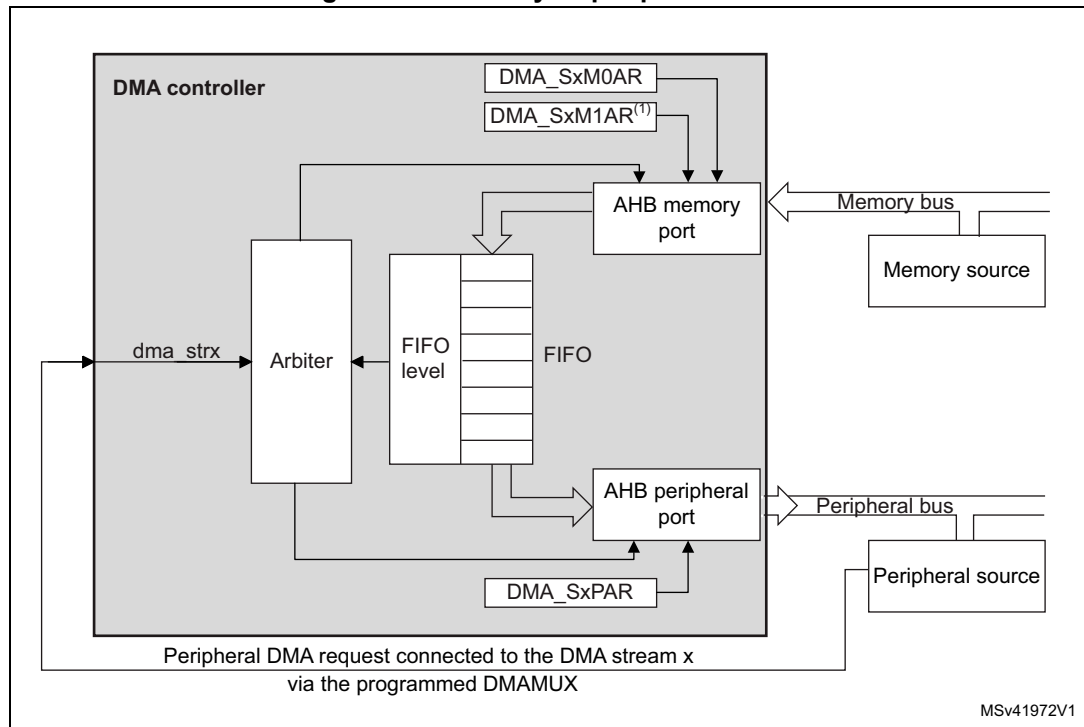 DMA controller
DMA_SxM0AR
DMA_SxM1AR(1)
AHB memory
port
Memory bus
Memory source
dma_strx
Arbiter
FIFO
level
FIFO
AHB peripheral
port
Peripheral bus
Peripheral source
DMA_SxPAR
Peripheral DMA request connected to the DMA stream x
via the programmed DMAMUX
MSv41972V1